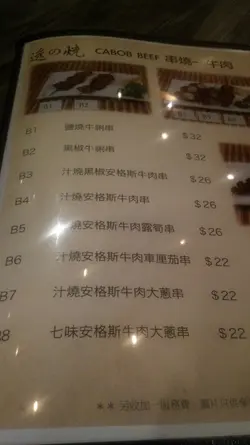 CABOB BEEF 串燒-牛肉
B1 鹽燒牛脷串 $32
B2 黑椒牛脷串 $32
B3 汁燒黑椒安格斯牛肉串 $26
B4 汁燒安格斯牛肉串 $26
B5 汁燒安格斯牛肉露筍串 $26
B6 汁燒安格斯牛肉車厘茄串 $22
B7 汁燒安格斯牛肉大蔥串 $22
B8 七味安格斯牛肉大蔥串 $22